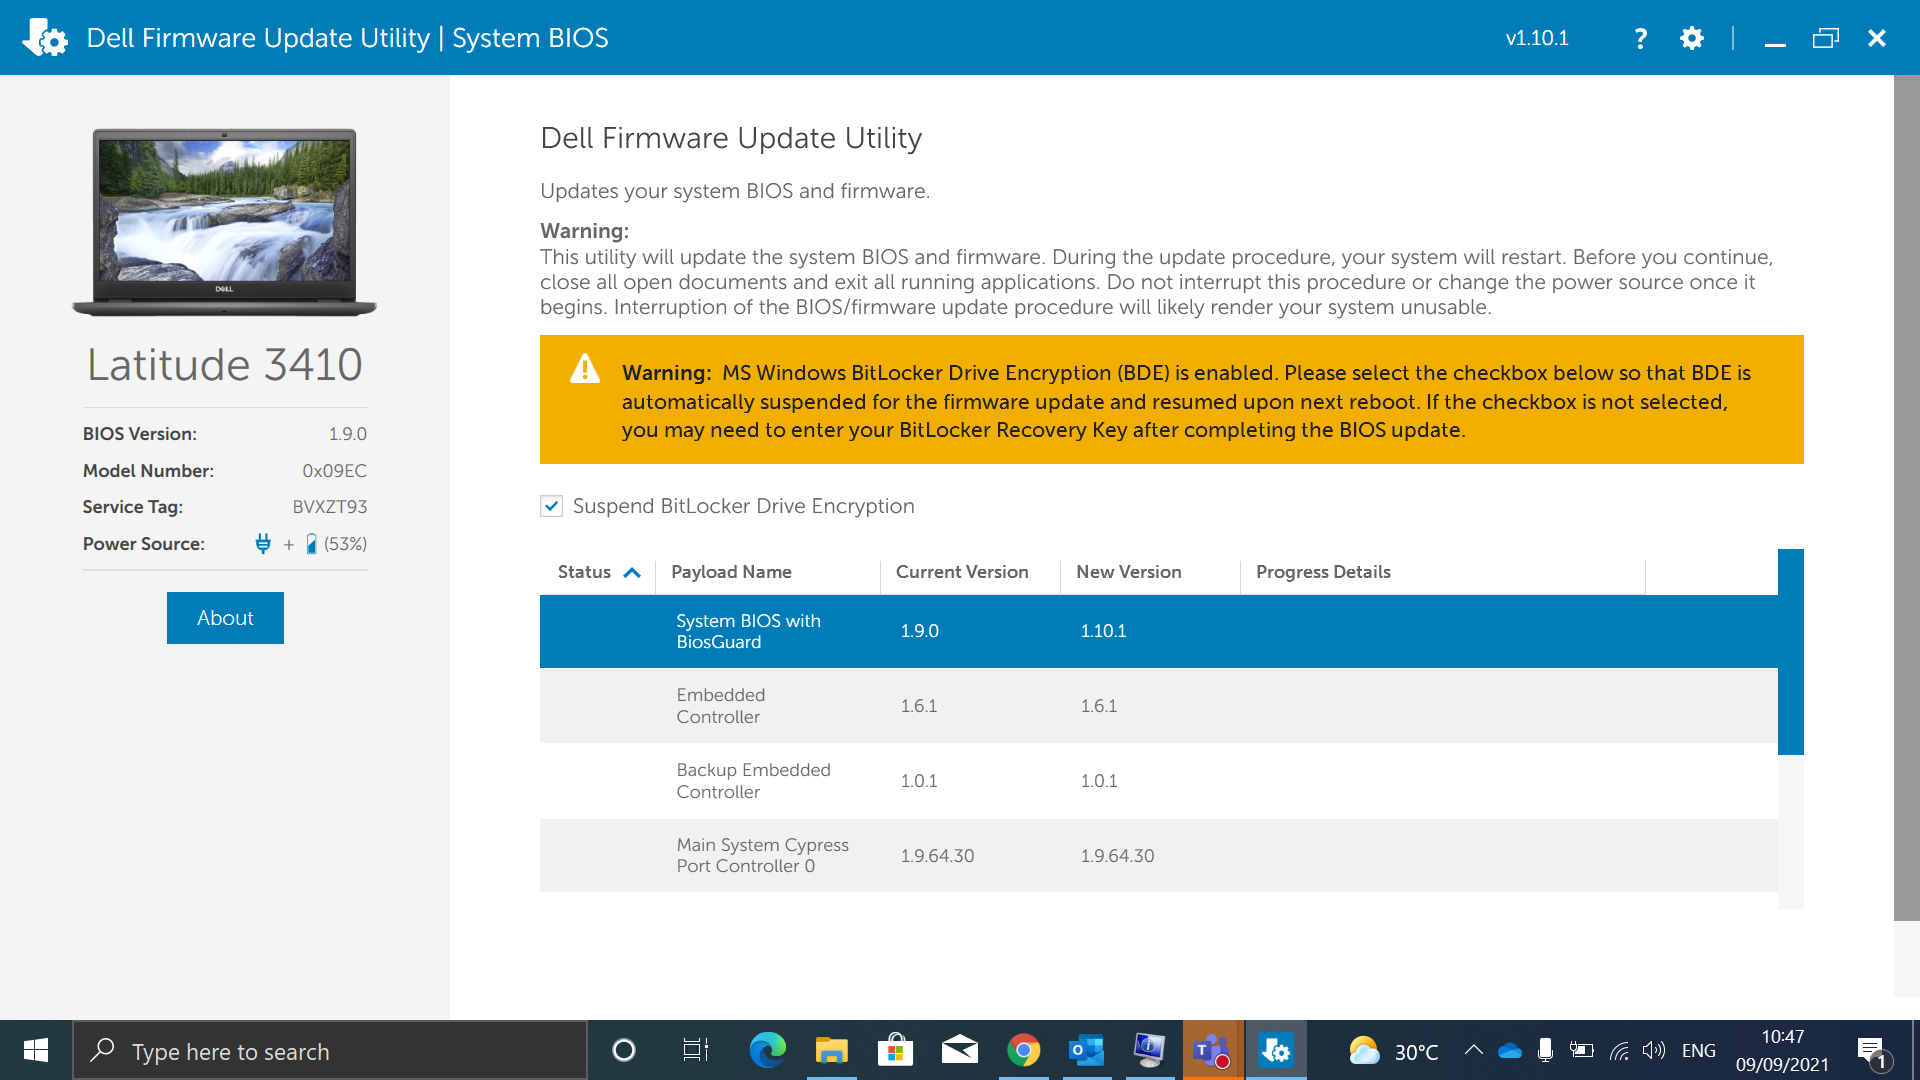 Dell Firmware Update Utility | System BIOS
v1.10.1
?
DELL
Latitude 3410
BIOS Version: 1.9.0
Model Number: 0x09EC
Service Tag: BVXZT93
Power Source: + (53%)
About
Dell Firmware Update Utility
Updates your system BIOS and firmware.
Warning:
This utility will update the system BIOS and firmware. During the update procedure, your system will restart. Before you continue,
close all open documents and exit all running applications. Do not interrupt this procedure or change the power source once it
begins. Interruption of the BIOS/firmware update procedure will likely render your system unusable.
Warning: MS Windows BitLocker Drive Encryption (BDE) is enabled. Please select the checkbox below so that BDE is
automatically suspended for the firmware update and resumed upon next reboot. If the checkbox is not selected,
you may need to enter your BitLocker Recovery Key after completing the BIOS update.
Suspend BitLocker Drive Encryption
Status Payload Name Current Version New Version Progress Details
System BIOS with
BiosGuard
1.9.0 1.10.1
Embedded
Controller
1.6.1 1.6.1
Backup Embedded
Controller
1.0.1 1.0.1
Main System Cypress
Port Controller 0
1.9.64.30 1.9.64.30
Type here to search
30°C
ENG
10:47
09/09/2021
1